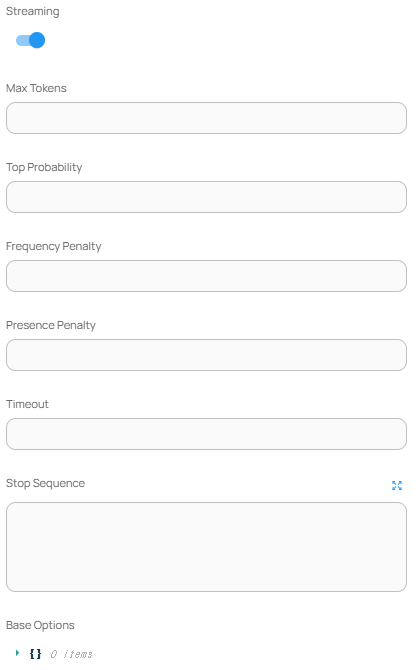 Streaming
Max Tokens
Top Probability
Frequency Penalty
Presence Penalty
Timeout
Stop Sequence
Base Options
{} 0 items